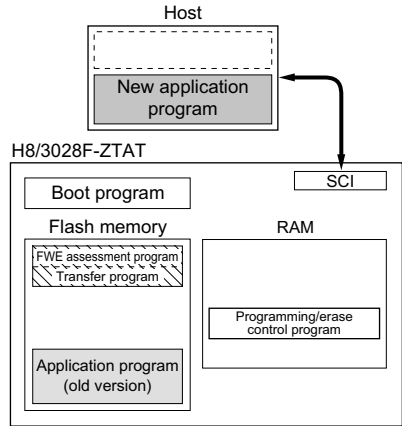 Host
New application
program
H8/3028F-ZTAT
SCI
Boot program
Flash memory
RAM
FWE assessment program
Transfer program
Programming/erase
control program
Application program
(old version)